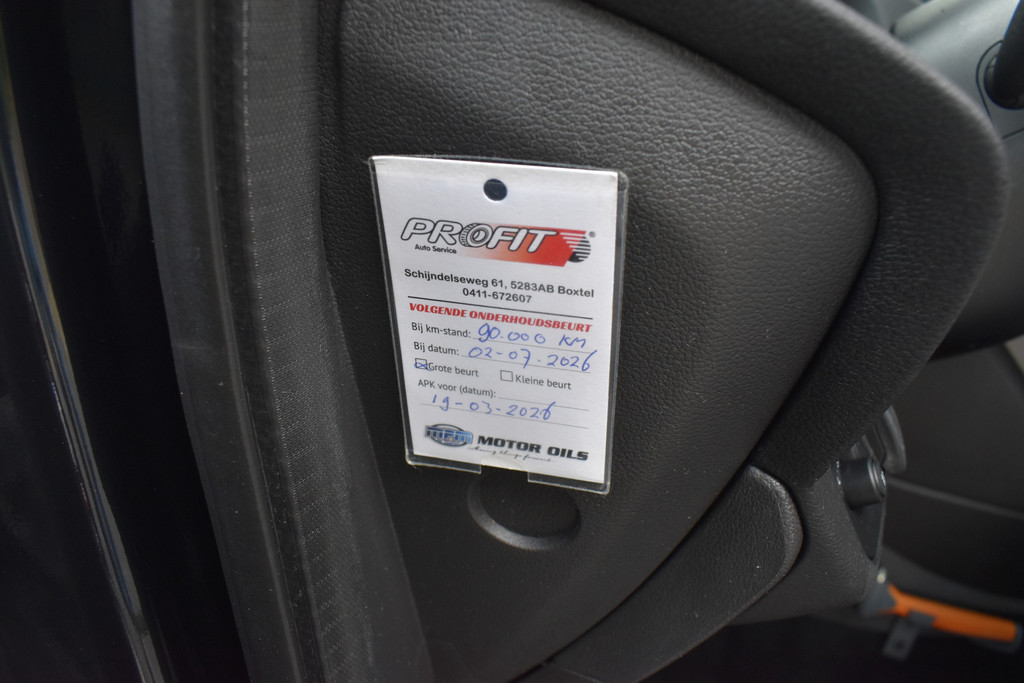 PROFIT®
Auto Service
Schijndelseweg 61, 5283AB Boxtel
0411-672607
VOLGENDE ONDERHOUDSBEURT
Bij km-stand: 90.000 KM
Bij datum: 02-07-2026
Grote beurt Kleine beurt
APK voor (datum):
19-03-2026
MPM MOTOR OILS